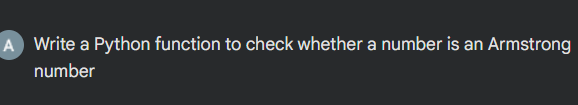 A
Write a Python function to check whether a number is an Armstrong
number